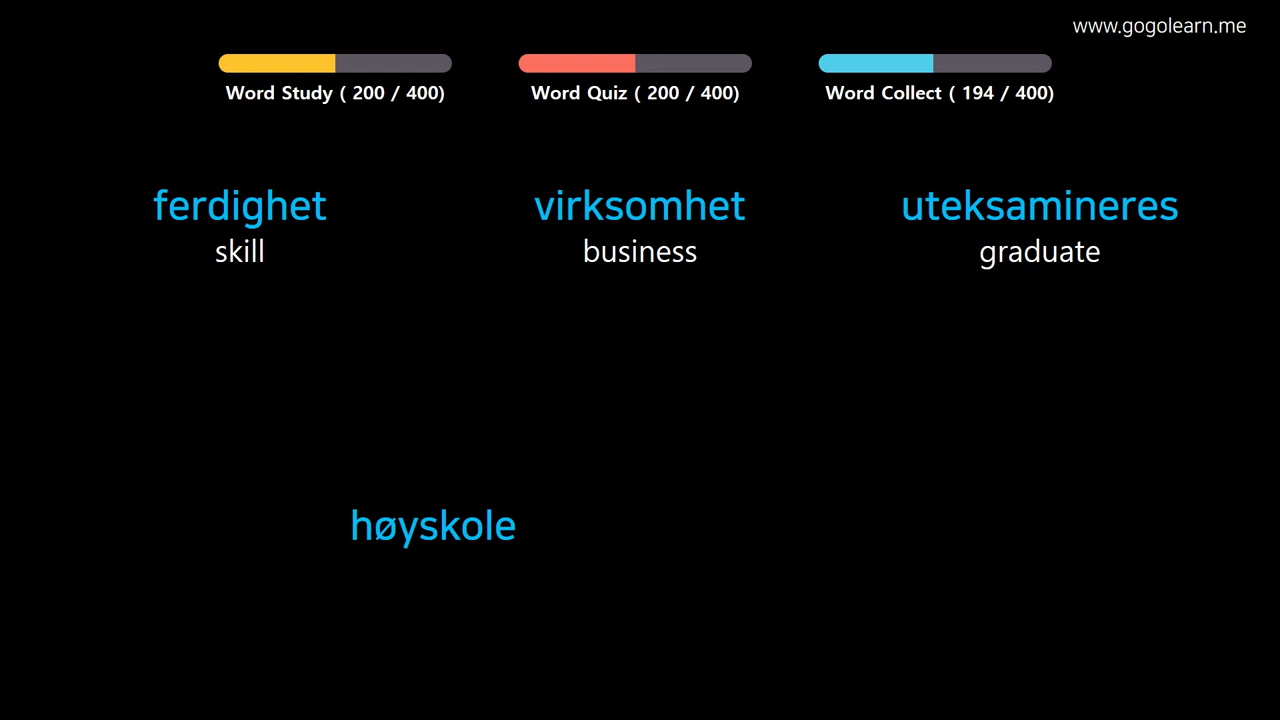 www.gogolearn.me
Word Study ( 200 / 400)
Word Quiz ( 200 / 400)
Word Collect ( 194 / 400)
ferdighet
skill
virksomhet
business
uteksamineres
graduate
høyskole